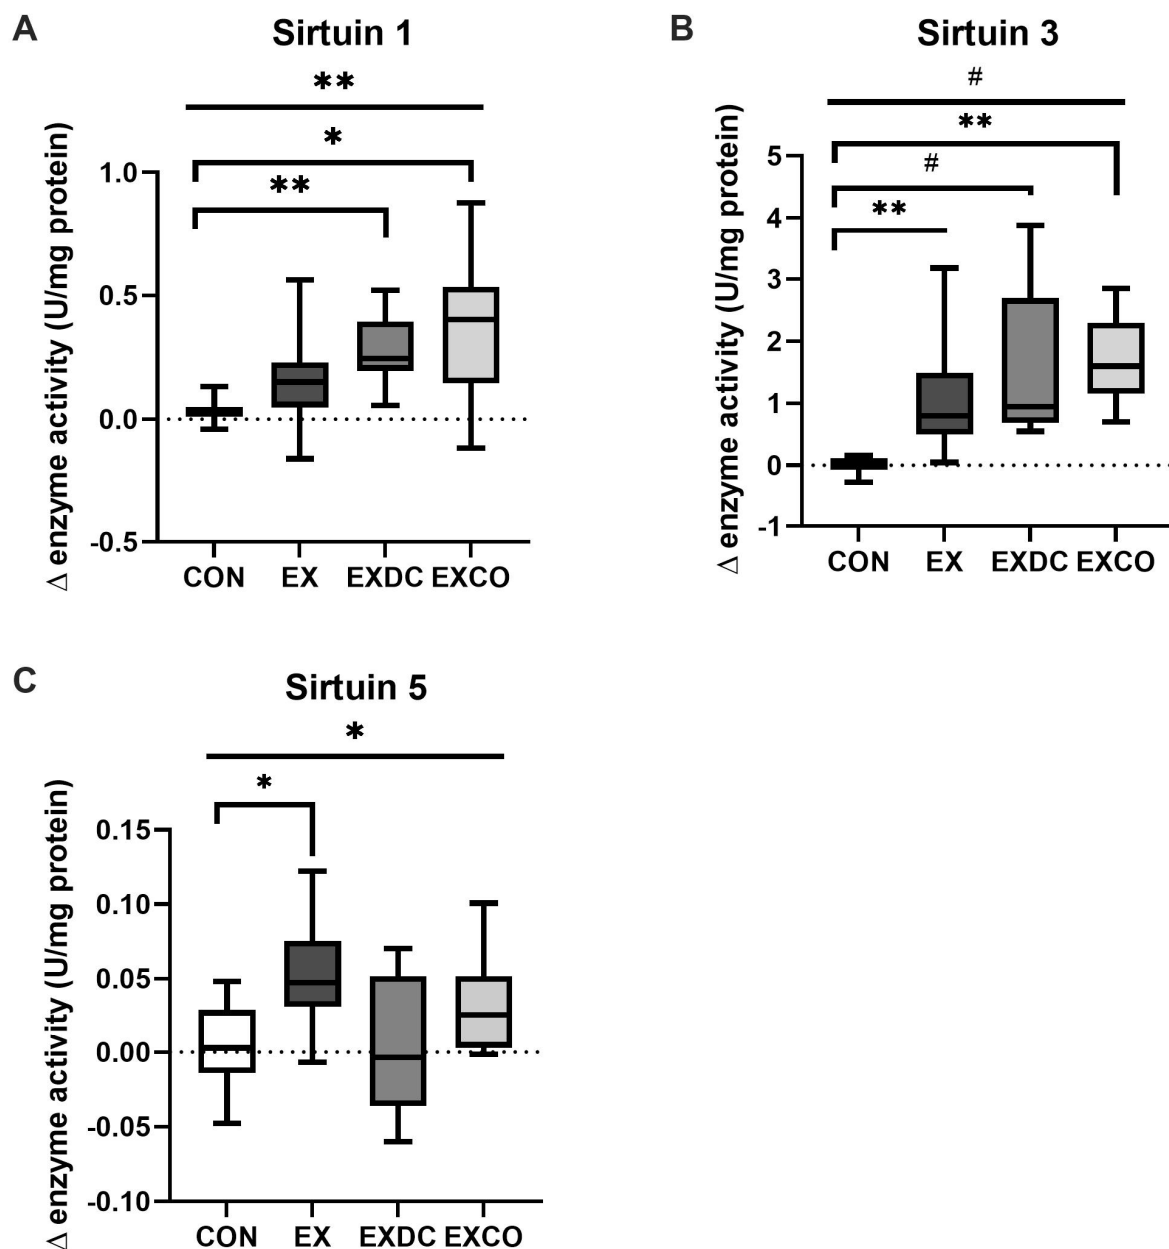 A
Sirtuin 1
**
*
**
Δ enzyme activity (U/mg protein)
1.0
0.5
0.0
-0.5
CON EX EXDC EXCO
B
Sirtuin 3
#
**
#
**
Δ enzyme activity (U/mg protein)
5
4
3
2
1
0
-1
CON EX EXDC EXCO
C
Sirtuin 5
*
*
Δ enzyme activity (U/mg protein)
0.15
0.10
0.05
0.00
-0.05
-0.10
CON EX EXDC EXCO